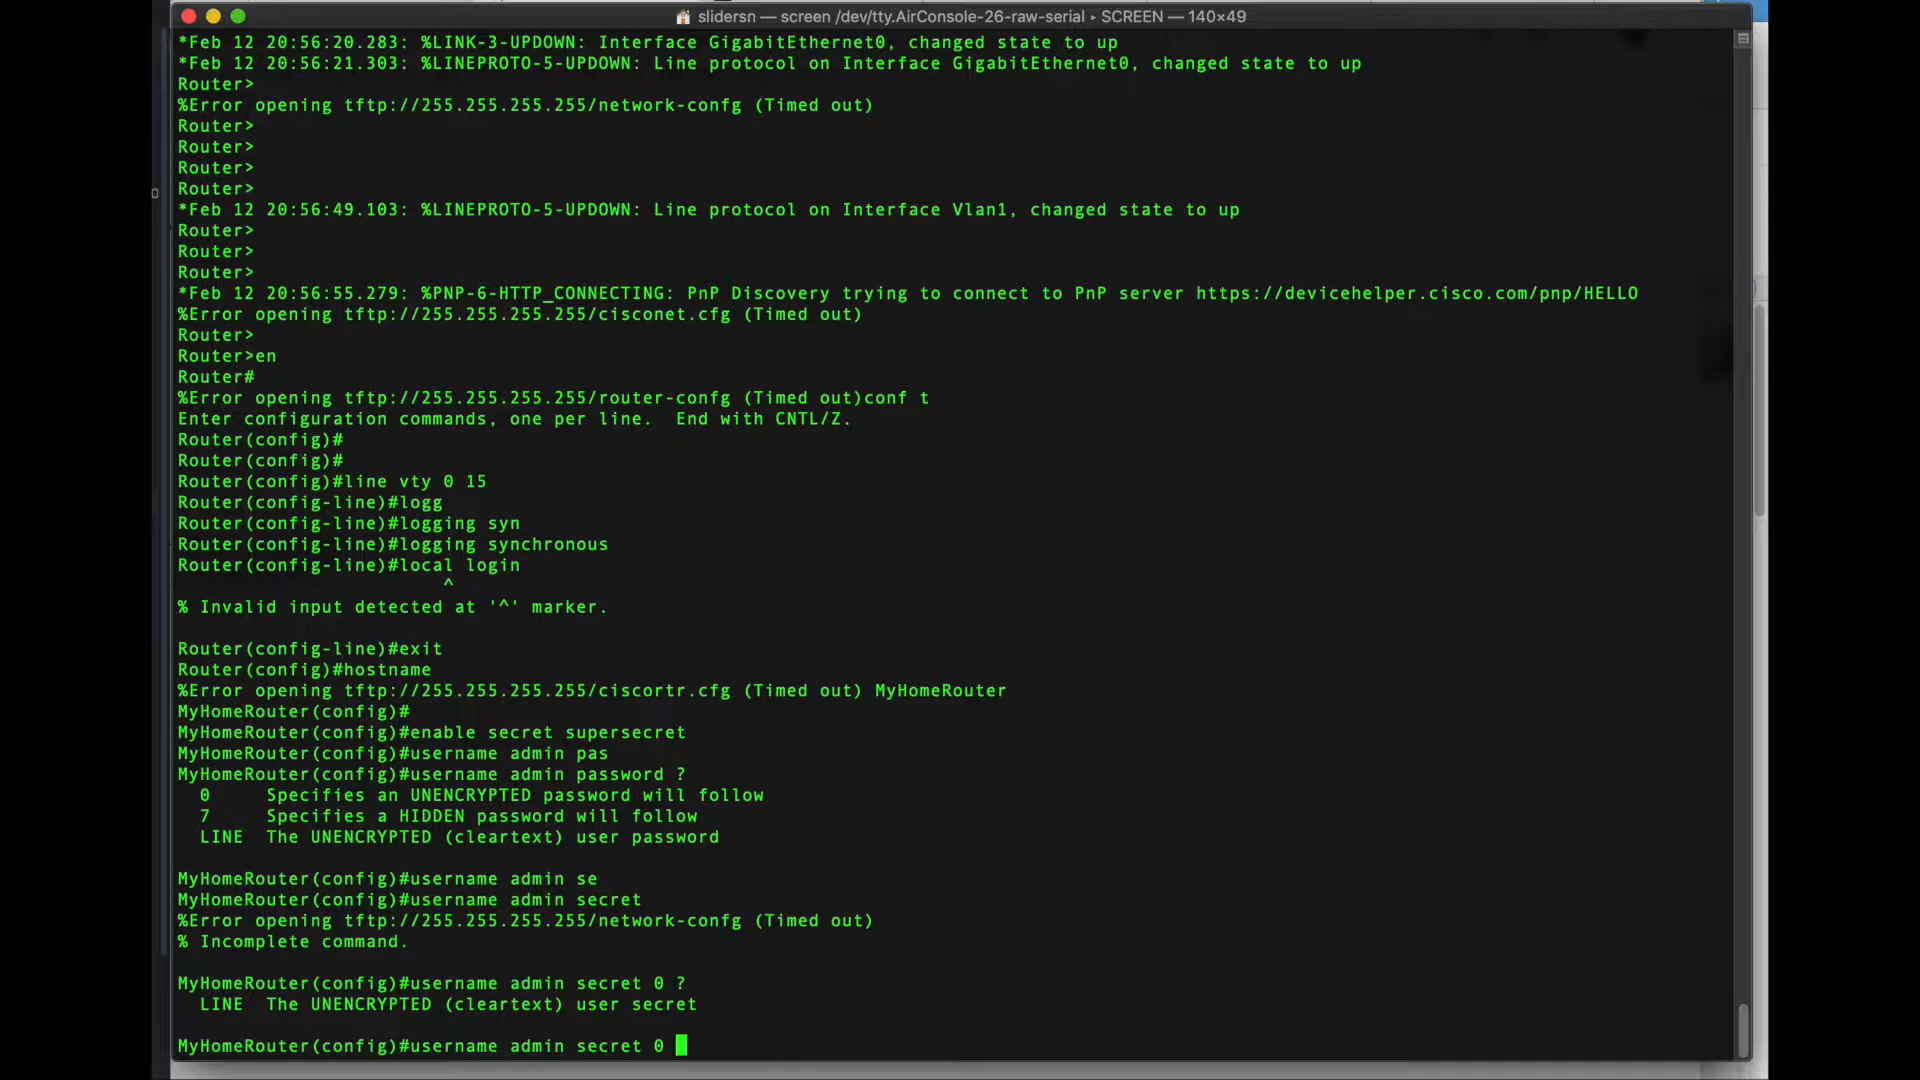 slidersn — screen /dev/tty.AirConsole-26-raw-serial ▸ SCREEN — 140×49
*Feb 12 20:56:20.283: %LINK-3-UPDOWN: Interface GigabitEthernet0, changed state to up
*Feb 12 20:56:21.303: %LINEPROTO-5-UPDOWN: Line protocol on Interface GigabitEthernet0, changed state to up
Router>
%Error opening tftp://255.255.255.255/network-confg (Timed out)
Router>
Router>
Router>
Router>
*Feb 12 20:56:49.103: %LINEPROTO-5-UPDOWN: Line protocol on Interface Vlan1, changed state to up
Router>
Router>
Router>
*Feb 12 20:56:55.279: %PNP-6-HTTP_CONNECTING: PnP Discovery trying to connect to PnP server https://devicehelper.cisco.com/pnp/HELLO
%Error opening tftp://255.255.255.255/cisconet.cfg (Timed out)
Router>
Router>en
Router#
%Error opening tftp://255.255.255.255/router-confg (Timed out)conf t
Enter configuration commands, one per line.  End with CNTL/Z.
Router(config)#
Router(config)#
Router(config)#line vty 0 15
Router(config-line)#logg
Router(config-line)#logging syn
Router(config-line)#logging synchronous
Router(config-line)#local login
^
% Invalid input detected at '^' marker.
Router(config-line)#exit
Router(config)#hostname
%Error opening tftp://255.255.255.255/ciscortr.cfg (Timed out) MyHomeRouter
MyHomeRouter(config)#
MyHomeRouter(config)#enable secret supersecret
MyHomeRouter(config)#username admin pas
MyHomeRouter(config)#username admin password ?
0     Specifies an UNENCRYPTED password will follow
7     Specifies a HIDDEN password will follow
LINE  The UNENCRYPTED (cleartext) user password
MyHomeRouter(config)#username admin se
MyHomeRouter(config)#username admin secret
%Error opening tftp://255.255.255.255/network-confg (Timed out)
% Incomplete command.
MyHomeRouter(config)#username admin secret 0 ?
LINE  The UNENCRYPTED (cleartext) user secret
MyHomeRouter(config)#username admin secret 0